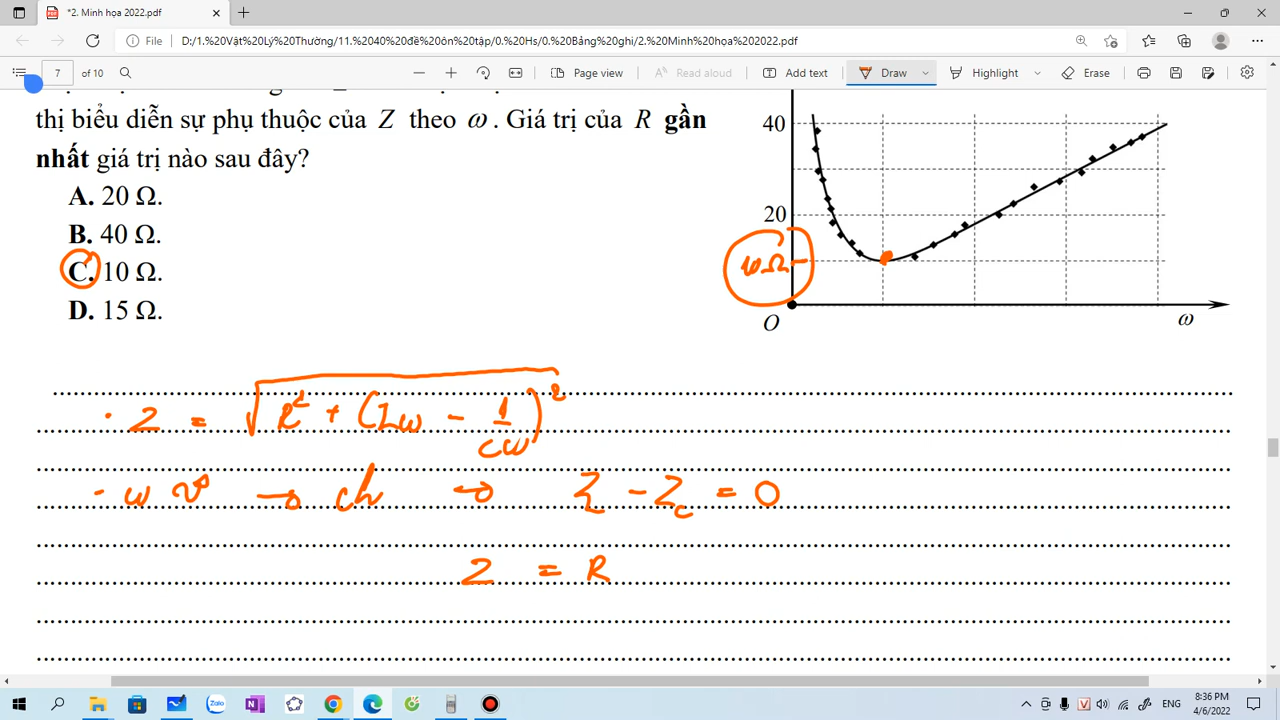 *2. Minh họa 2022.pdf
File
D:/1.%20Vật%20Lý%20Thường/11.%2040%20đề%20ôn%20tập/0.%20Hs/0.%20Bảng%20ghi/2.%20Minh%20họa%202022.pdf
7 of 10
Page view
Read aloud
Add text
Draw
Highlight
Erase
thị biểu diễn sự phụ thuộc của Z theo ω. Giá trị của R gần
nhất giá trị nào sau đây?
A. 20 Ω.
B. 40 Ω.
C. 10 Ω.
D. 15 Ω.
40
20
10 Ω
O
ω
· Z = √(R² + (Lω - 1/Cω)²)
Z_L - Z_C = 0
Z = R
Zalo
ENG
8:36 PM
4/6/2022